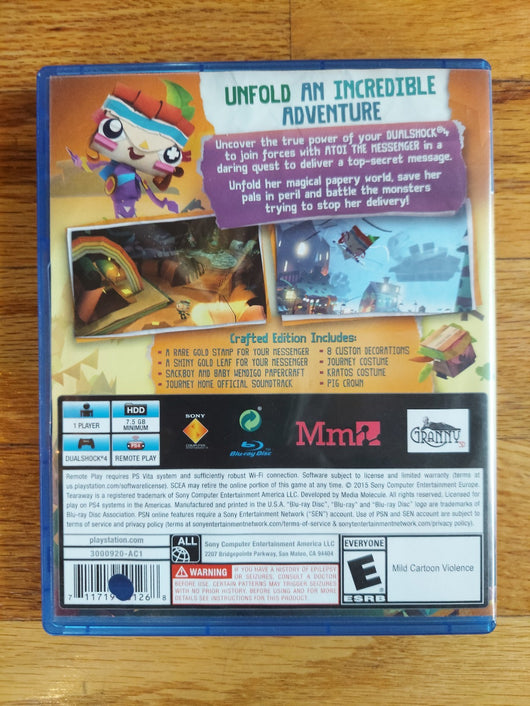 UNFOLD AN INCREDIBLE
ADVENTURE
Uncover the true power of your DUALSHOCK®4
to join forces with ATOI THE MESSENGER in a
daring quest to deliver a top-secret message.
Unfold her magical papery world, save her
pals in peril and battle the monsters
trying to stop her delivery!
Crafted Edition Includes:
• A RARE GOLD STAMP FOR YOUR MESSENGER
• A SHINY GOLD LEAF FOR YOUR MESSENGER
• SACKBOY AND BABY WENDIGO PAPERCRAFT
• JOURNEY HOME OFFICIAL SOUNDTRACK
• 8 CUSTOM DECORATIONS
• JOURNEY COSTUME
• KRATOS COSTUME
• PIG CROWN
1 PLAYER
HDD
7.5 GB
MINIMUM
DUALSHOCK®4
PS4
REMOTE PLAY
SONY
COMPUTER
ENTERTAINMENT
Blu-ray Disc
MmR
GRANNY
Remote Play requires PS Vita system and sufficiently robust Wi-Fi connection. Software subject to license and limited warranty (terms at
us.playstation.com/softwarelicense). SCEA may retire the online portion of this game at any time. © 2015 Sony Computer Entertainment Europe.
Tearaway is a registered trademark of Sony Computer Entertainment America LLC. Developed by Media Molecule. All rights reserved. Licensed for
play on PS4 systems in the Americas. Manufactured and printed in the U.S.A. "Blu-ray Disc", "Blu-ray" and "Blu-ray Disc" logo are trademarks of
Blu-ray Disc Association. PSN online features require a Sony Entertainment Network ("SEN") account. Use of PSN and SEN account are subject to
terms of service and privacy policy (terms at sonyentertainmentnetwork.com/terms-of-service & sonyentertainmentnetwork.com/privacy policy).
playstation.com
3000920-AC1
7 11719 126 8
ALL
Sony Computer Entertainment America LLC
2207 Bridgepointe Parkway, San Mateo, CA 94404
WARNING
IF YOU HAVE A HISTORY OF EPILEPSY
OR SEIZURES, CONSULT A DOCTOR
BEFORE USE. CERTAIN PATTERNS MAY TRIGGER SEIZURES
WITH NO PRIOR HISTORY. BEFORE USING AND FOR MORE
DETAILS SEE INSTRUCTIONS FOR THIS PRODUCT.
EVERYONE
E
ESRB
Mild Cartoon Violence